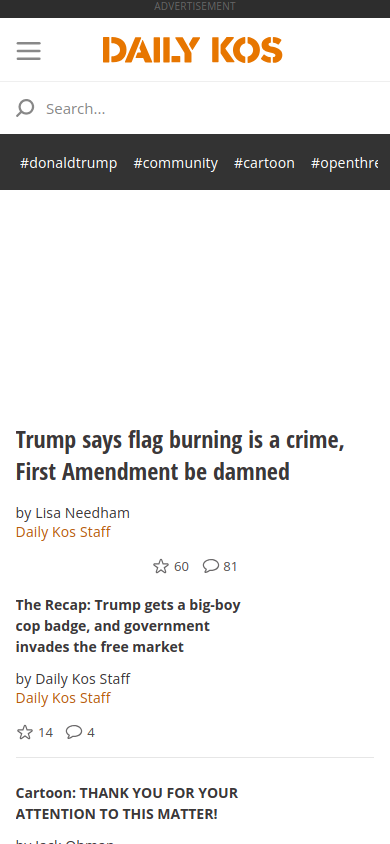 ADVERTISEMENT
DAILY KOS
Search...
#donaldtrump #community #cartoon #openthre
Trump says flag burning is a crime,
First Amendment be damned
by Lisa Needham
Daily Kos Staff
60 81
The Recap: Trump gets a big-boy
cop badge, and government
invades the free market
by Daily Kos Staff
Daily Kos Staff
14 4
Cartoon: THANK YOU FOR YOUR
ATTENTION TO THIS MATTER!
by Jack Ohman